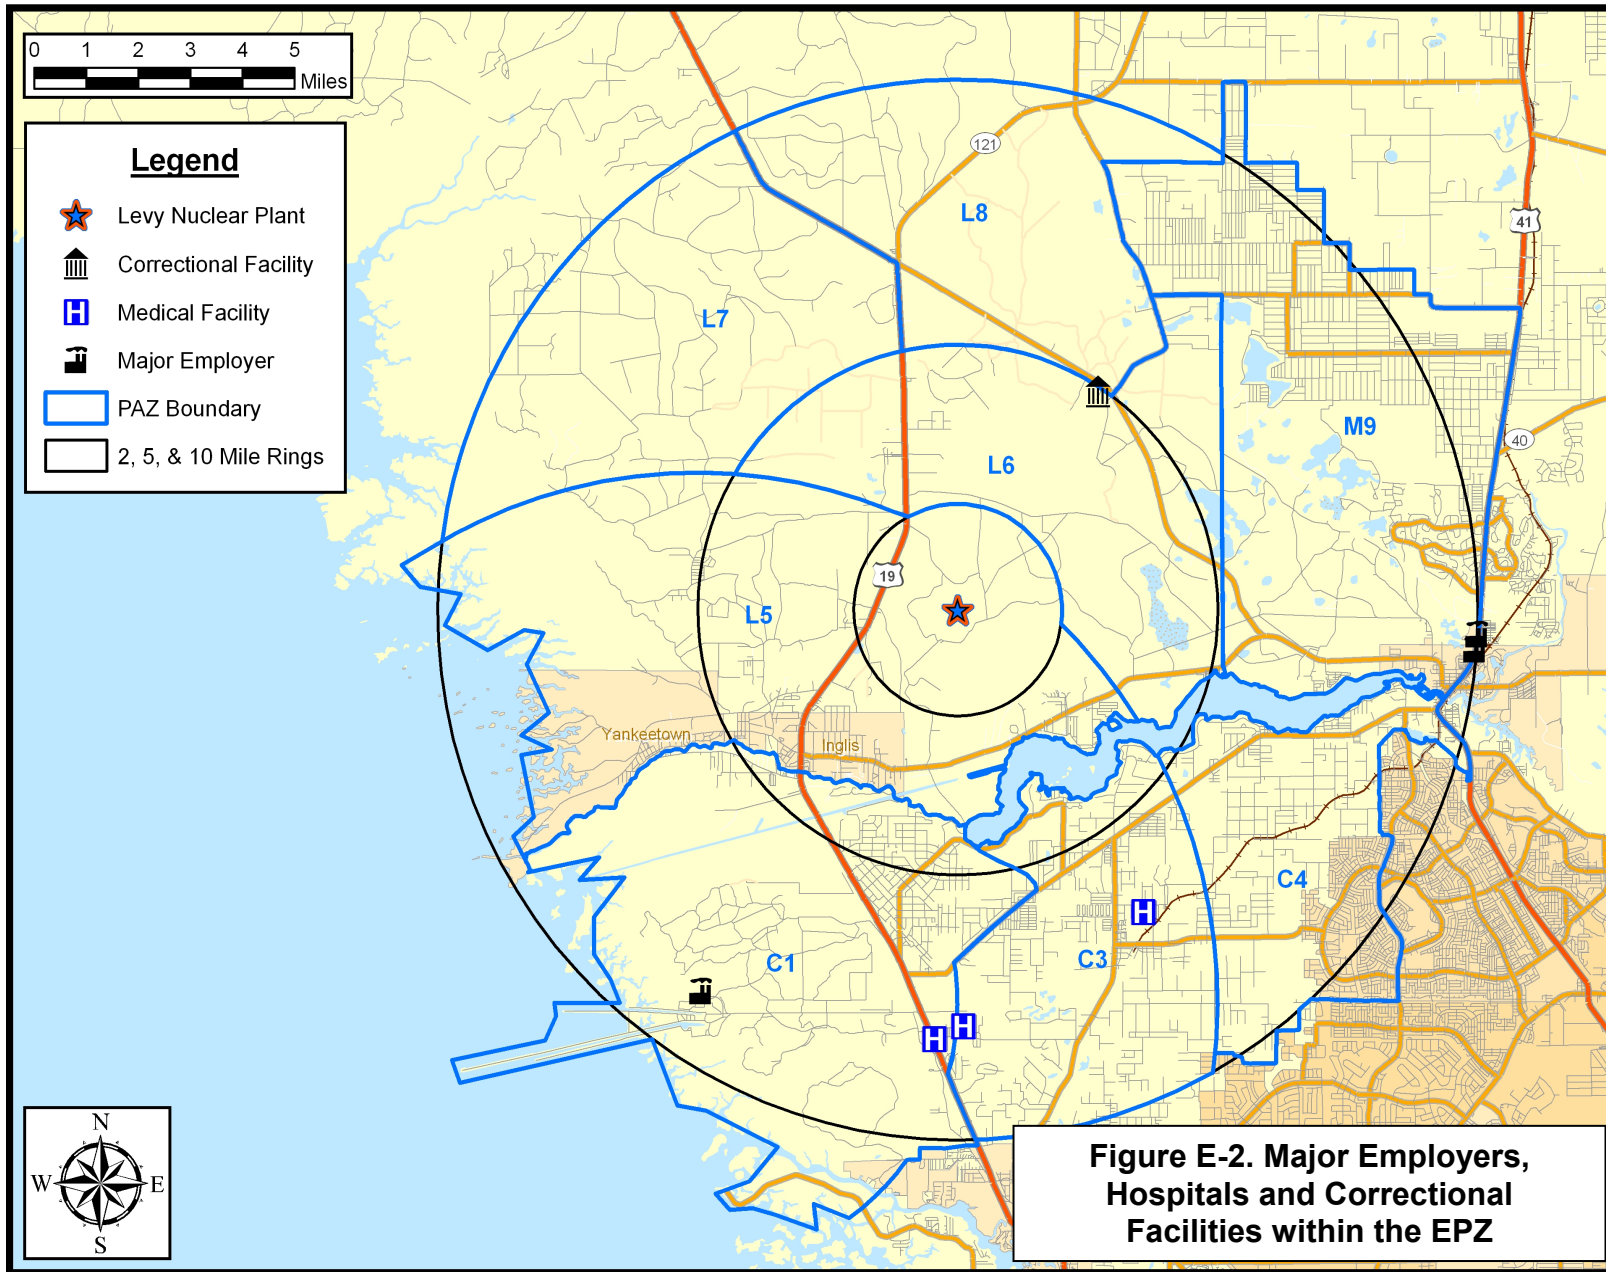 0 1 2 3 4 5
Miles
Legend
Levy Nuclear Plant
Correctional Facility
H Medical Facility
Major Employer
PAZ Boundary
2, 5, & 10 Mile Rings
121
L8
41
L7
M9
40
L6
19
L5
Yankeetown
Inglis
C4
H
C3
C1
H
H
N
W E
S
Figure E-2. Major Employers,
Hospitals and Correctional
Facilities within the EPZ